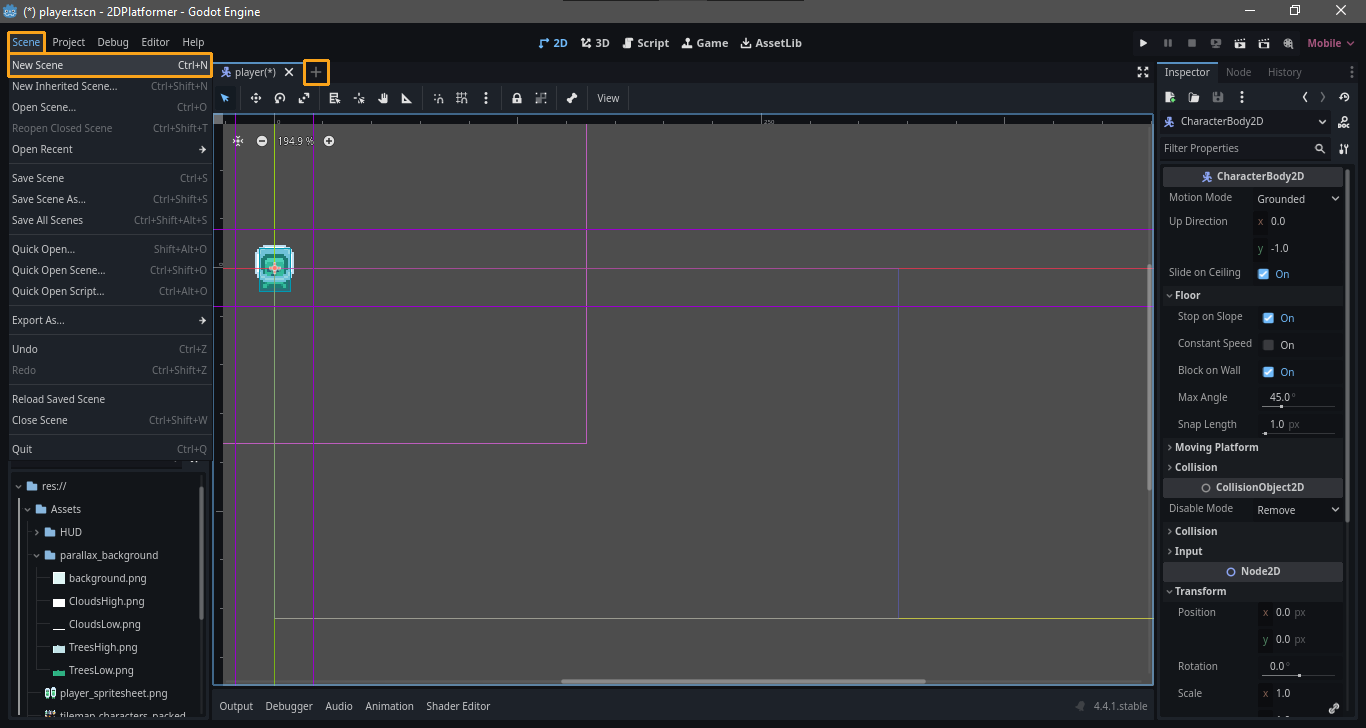 (*) player.tscn - 2DPlatformer - Godot Engine
Scene Project Debug Editor Help
2D 3D Script Game AssetLib
Mobile
New Scene Ctrl+N
New Inherited Scene... Ctrl+Shift+N
Open Scene... Ctrl+O
Reopen Closed Scene Ctrl+Shift+T
Open Recent
Save Scene Ctrl+S
Save Scene As... Ctrl+Shift+S
Save All Scenes Ctrl+Shift+Alt+S
Quick Open... Shift+Alt+O
Quick Open Scene... Ctrl+Shift+O
Quick Open Script... Ctrl+Alt+O
Export As...
Undo Ctrl+Z
Redo Ctrl+Shift+Z
Reload Saved Scene
Close Scene Ctrl+Shift+W
Quit Ctrl+Q
res://
Assets
HUD
parallax_background
background.png
CloudsHigh.png
CloudsLow.png
TreesHigh.png
TreesLow.png
player_spritesheet.png
tilemap_characters_packed
player(*)
View
0
250
194.9 %
0
Output Debugger Audio Animation Shader Editor
4.4.1.stable
Inspector Node History
CharacterBody2D
Filter Properties
CharacterBody2D
Motion Mode Grounded
Up Direction x 0.0
y -1.0
Slide on Ceiling On
Floor
Stop on Slope On
Constant Speed On
Block on Wall On
Max Angle 45.0 °
Snap Length 1.0 px
Moving Platform
Collision
CollisionObject2D
Disable Mode Remove
Collision
Input
Node2D
Transform
Position x 0.0 px
y 0.0 px
Rotation 0.0 °
Scale x 1.0